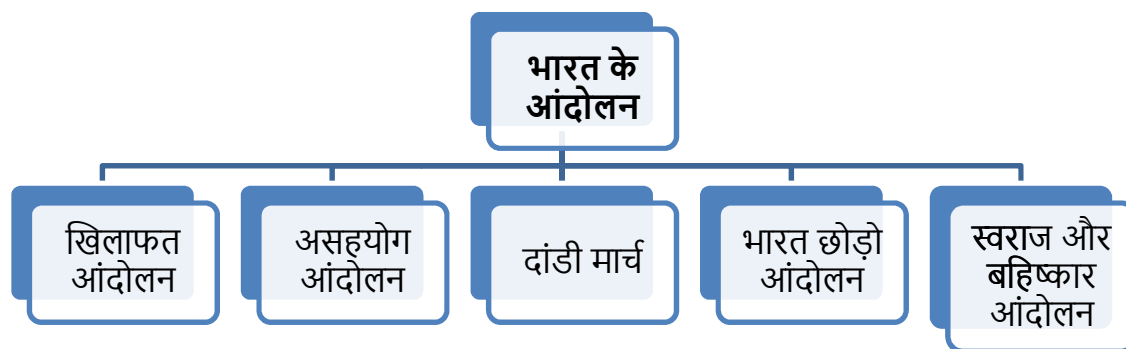 भारत के
आंदोलन
खिलाफत
आंदोलन
असहयोग
आंदोलन
दांडी मार्च
भारत छोड़ो
आंदोलन
स्वराज और
बहिष्कार
आंदोलन